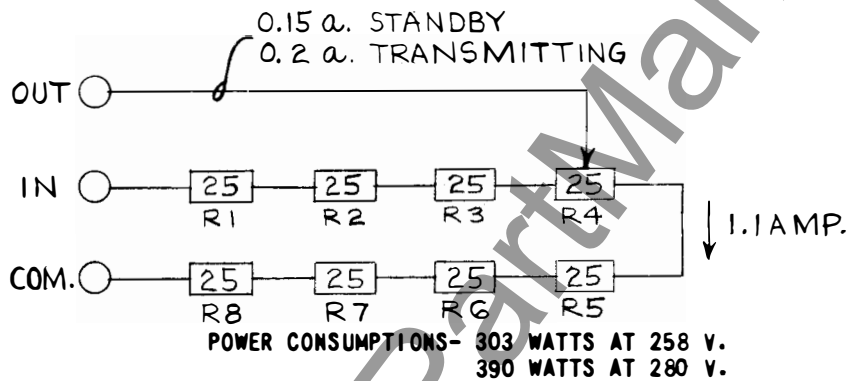 0.15 a. STANDBY
0.2 a. TRANSMITTING
OUT
IN 25 25 25 25
R1 R2 R3 R4
1.1 AMP.
COM. 25 25 25 25
R8 R7 R6 R5
POWER CONSUMPTIONS- 303 WATTS AT 258 V.
390 WATTS AT 280 V.